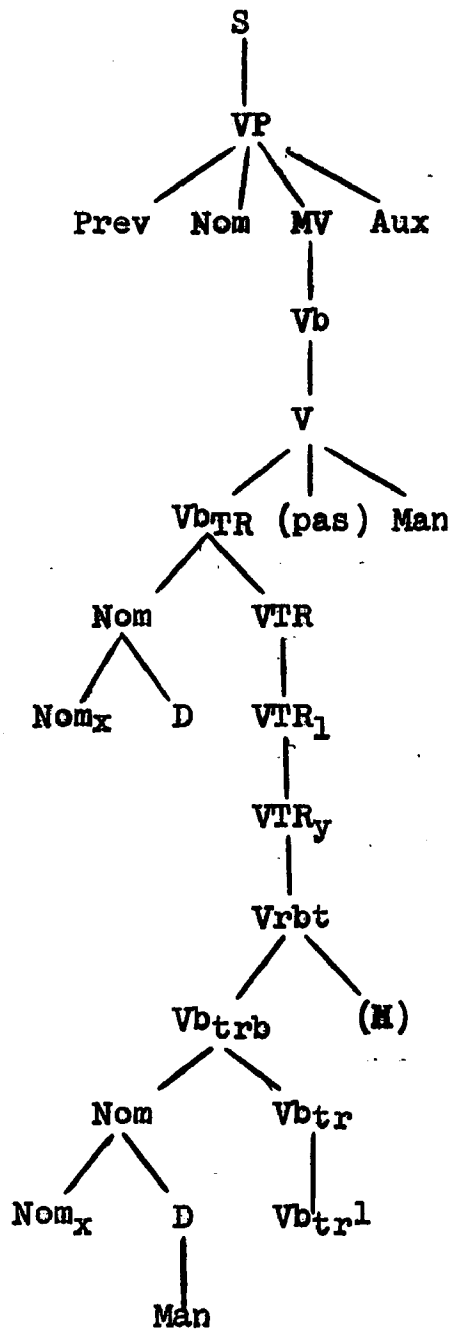 S
VP
Prev Nom MV Aux
Vb
V
VbTR (pas) Man
Nom VTR
Nomx D VTR1
VTRy
Vrbt
Vbtrb (M)
Nom Vbtr
Nomx D Vbtr1
Man